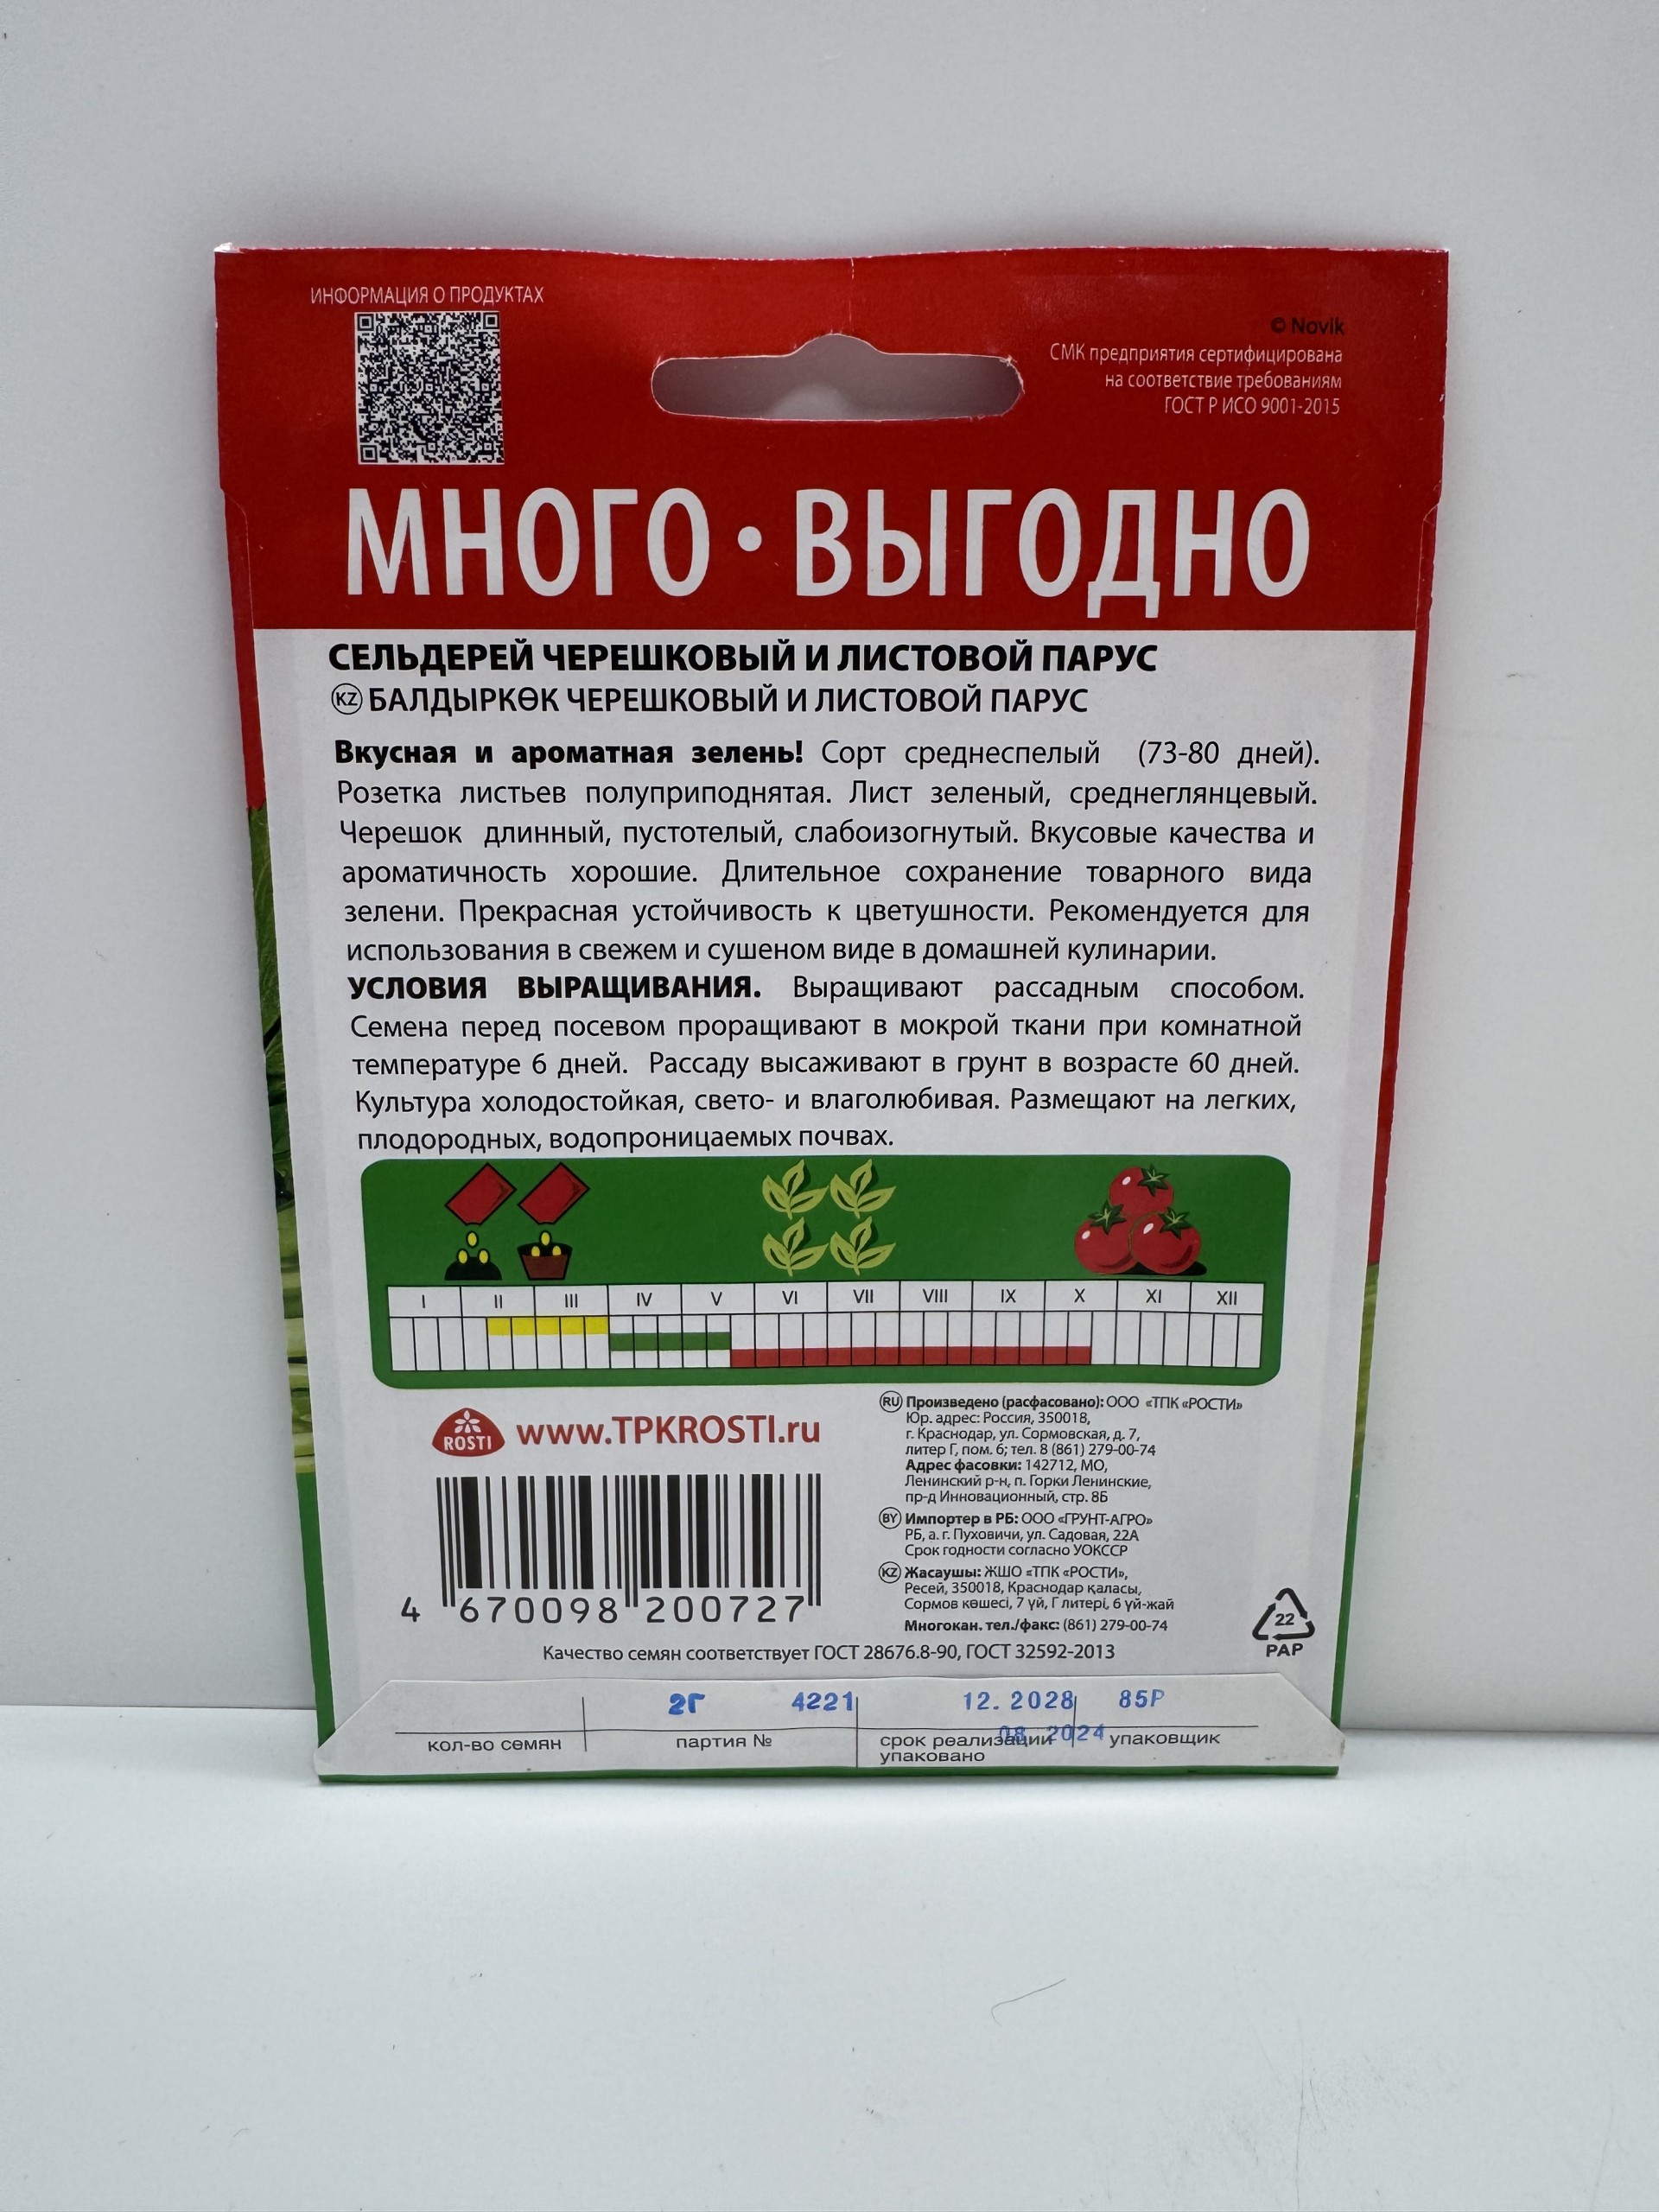 ИНФОРМАЦИЯ О ПРОДУКТАХ
© Novik
СМК предприятия сертифицирована
на соответствие требованиям
ГОСТ Р ИСО 9001-2015
МНОГО • ВЫГОДНО
СЕЛЬДЕРЕЙ ЧЕРЕШКОВЫЙ И ЛИСТОВОЙ ПАРУС
KZ БАЛДЫРКӨК ЧЕРЕШКОВЫЙ И ЛИСТОВОЙ ПАРУС
Вкусная и ароматная зелень! Сорт среднеспелый (73-80 дней).
Розетка листьев полуприподнятая. Лист зеленый, среднеглянцевый.
Черешок длинный, пустотелый, слабоизогнутый. Вкусовые качества и
ароматичность хорошие. Длительное сохранение товарного вида
зелени. Прекрасная устойчивость к цветушности. Рекомендуется для
использования в свежем и сушеном виде в домашней кулинарии.
УСЛОВИЯ ВЫРАЩИВАНИЯ. Выращивают рассадным способом.
Семена перед посевом проращивают в мокрой ткани при комнатной
температуре 6 дней. Рассаду высаживают в грунт в возрасте 60 дней.
Культура холодостойкая, свето- и влаголюбивая. Размещают на легких,
плодородных, водопроницаемых почвах.
I II III IV V VI VII VIII IX X XI XII
ROSTI www.TPKROSTI.ru
4 670098 200727
RU Произведено (расфасовано): ООО «ТПК «РОСТИ»
Юр. адрес: Россия, 350018,
г. Краснодар, ул. Сормовская, д. 7,
литер Г, пом. 6; тел. 8 (861) 279-00-74
Адрес фасовки: 142712, МО,
Ленинский р-н, п. Горки Ленинские,
пр-д Инновационный, стр. 8Б
BY Импортер в РБ: ООО «ГРУНТ-АГРО»
РБ, а. г. Пуховичи, ул. Садовая, 22А
Срок годности согласно УОКССР
KZ Жасаушы: ЖШО «ТПК «РОСТИ»,
Ресей, 350018, Краснодар қаласы,
Сормов көшесі, 7 үй, Г литері, 6 үй-жай
Многокан. тел./факс: (861) 279-00-74
22
PAP
Качество семян соответствует ГОСТ 28676.8-90, ГОСТ 32592-2013
2Г 4221 12. 2028 85Р
08. 2024
кол-во семян партия № срок реализации упаковщик
упаковано